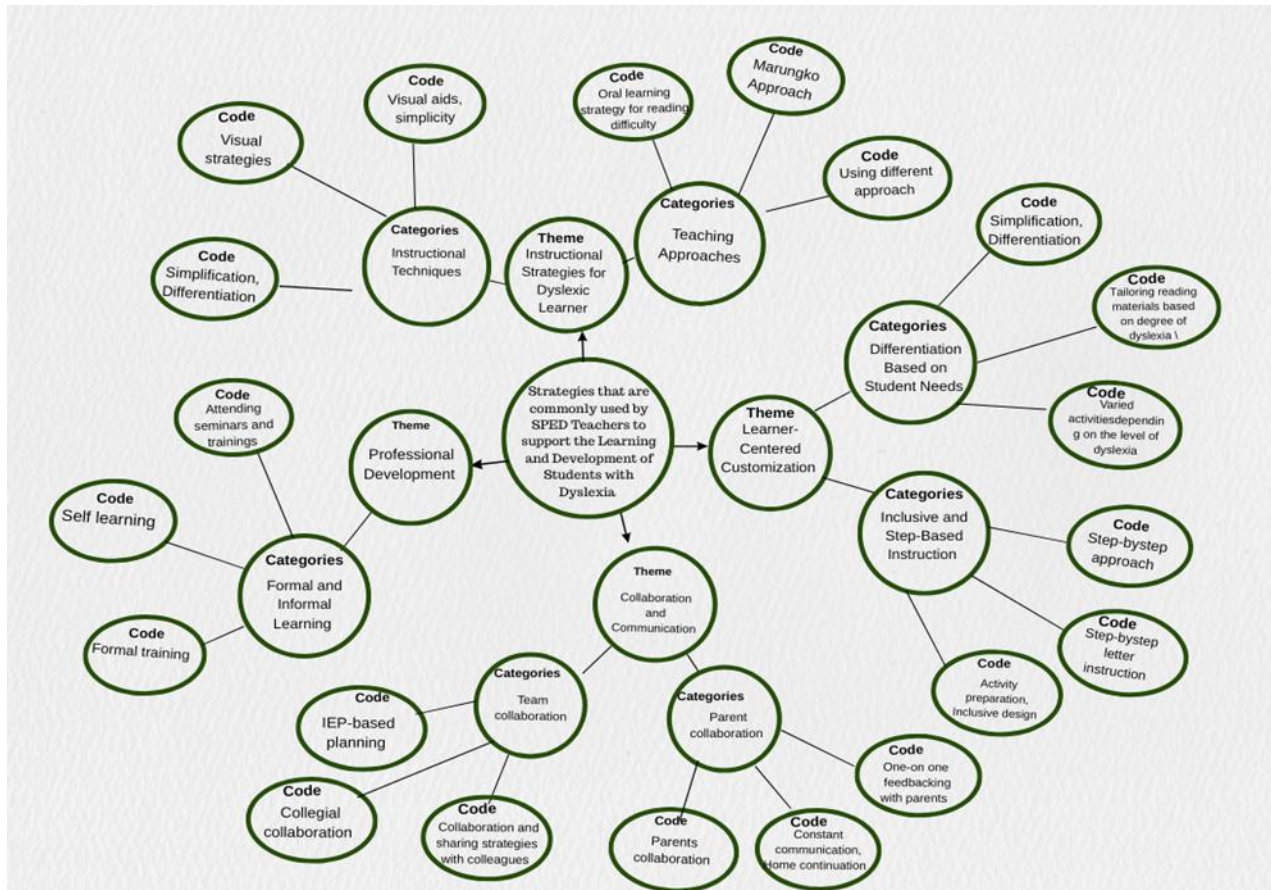 Code
Visual
strategies
Code
Visual aids,
simplicity
Code
Oral learning
strategy for reading
difficulty
Code
Marungko
Approach
Code
Using different
approach
Code
Simplification,
Differentiation
Categories
Instructional
Techniques
Theme
Instructional
Strategies for
Dyslexic
Learner
Categories
Teaching
Approaches
Code
Simplification,
Differentiation
Code
Tailoring reading
materials based
on degree of
dyslexia \
Categories
Differentiation
Based on
Student Needs
Code
Varied
activitiesdependin
g on the level of
dyslexia
Code
Attending
seminars and
trainings
Theme
Professional
Development
Strategies that are
commonly used by
SPED Teachers to
support the Learning
and Development of
Students with
Dyslexia
Theme
Learner-
Centered
Customization
Code
Self learning
Categories
Formal and
Informal
Learning
Code
Formal training
Categories
Inclusive and
Step-Based
Instruction
Code
Step-bystep
approach
Code
Step-bystep
letter
instruction
Code
Activity
preparation,
Inclusive design
Theme
Collaboration
and
Communication
Categories
Team
collaboration
Categories
Parent
collaboration
Code
IEP-based
planning
Code
Collegial
collaboration
Code
Collaboration and
sharing strategies
with colleagues
Code
Parents
collaboration
Code
Constant
communication,
Home continuation
Code
One-on one
feedbacking
with parents